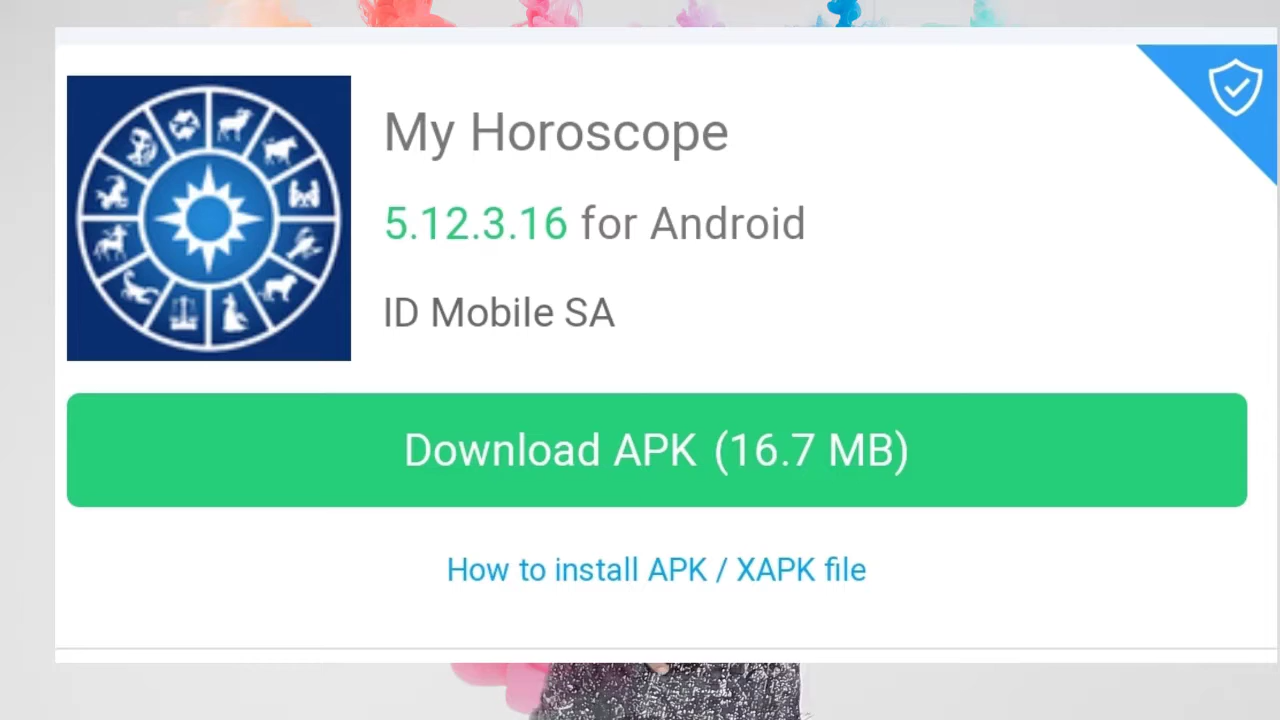 My Horoscope
5.12.3.16 for Android
ID Mobile SA
Download APK (16.7 MB)
How to install APK / XAPK file